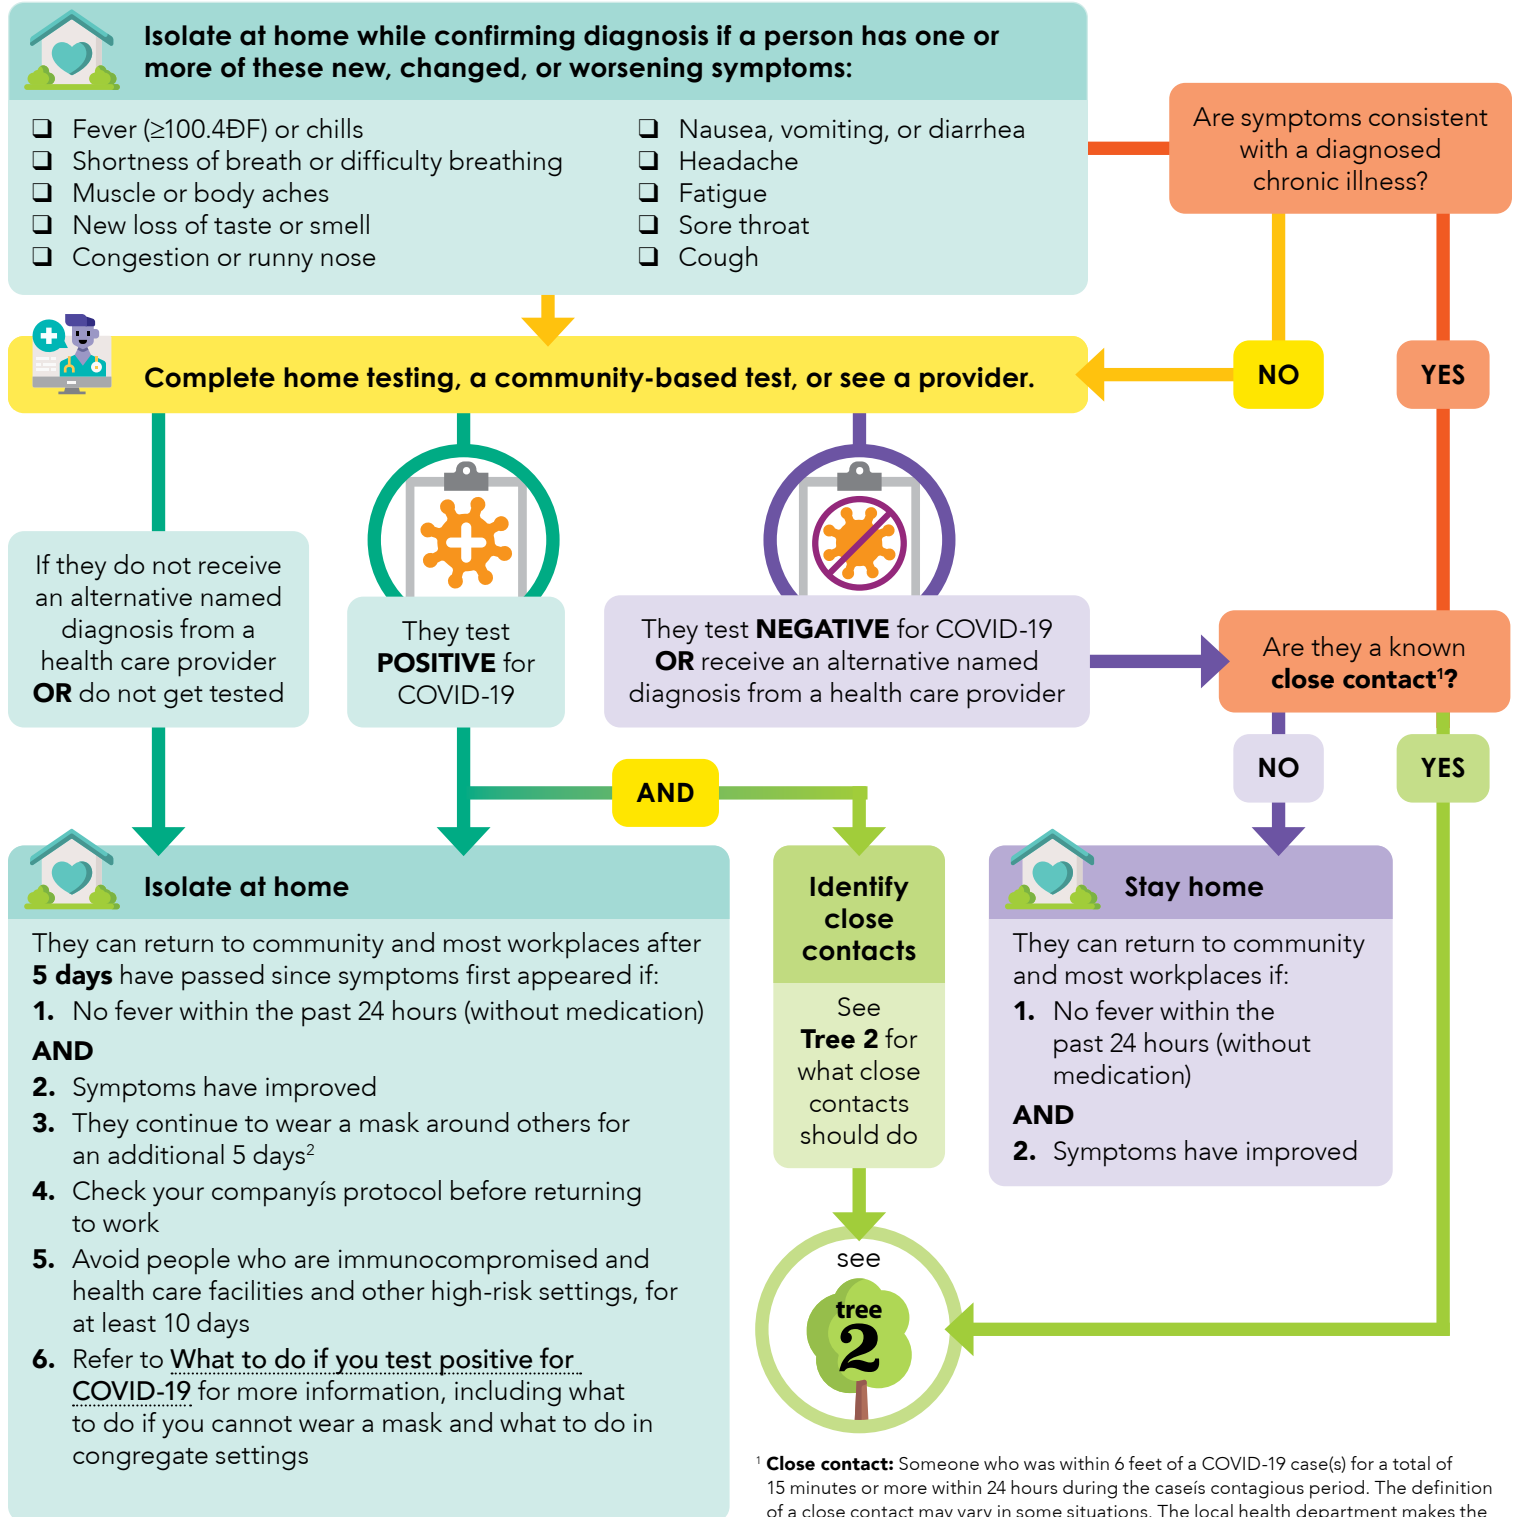 Isolate at home while confirming diagnosis if a person has one or
more of these new, changed, or worsening symptoms:
❑ Fever (≥100.4ÐF) or chills
❑ Shortness of breath or difficulty breathing
❑ Muscle or body aches
❑ New loss of taste or smell
❑ Congestion or runny nose
❑ Nausea, vomiting, or diarrhea
❑ Headache
❑ Fatigue
❑ Sore throat
❑ Cough
Are symptoms consistent
with a diagnosed
chronic illness?
NO
YES
Complete home testing, a community-based test, or see a provider.
If they do not receive
an alternative named
diagnosis from a
health care provider
OR do not get tested
They test
POSITIVE for
COVID-19
They test NEGATIVE for COVID-19
OR receive an alternative named
diagnosis from a health care provider
Are they a known
close contact¹?
NO
YES
AND
Isolate at home
They can return to community and most workplaces after
5 days have passed since symptoms first appeared if:
1. No fever within the past 24 hours (without medication)
AND
2. Symptoms have improved
3. They continue to wear a mask around others for
an additional 5 days²
4. Check your companyís protocol before returning
to work
5. Avoid people who are immunocompromised and
health care facilities and other high-risk settings, for
at least 10 days
6. Refer to What to do if you test positive for
COVID-19 for more information, including what
to do if you cannot wear a mask and what to do in
congregate settings
Identify
close
contacts
See
Tree 2 for
what close
contacts
should do
see
tree
2
Stay home
They can return to community
and most workplaces if:
1. No fever within the
past 24 hours (without
medication)
AND
2. Symptoms have improved
¹ Close contact: Someone who was within 6 feet of a COVID-19 case(s) for a total of
15 minutes or more within 24 hours during the caseís contagious period. The definition
of a close contact may vary in some situations. The local health department makes the